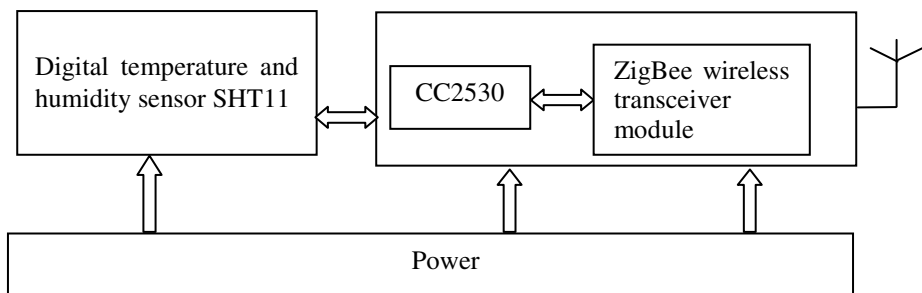 Digital temperature and
humidity sensor SHT11
CC2530
ZigBee wireless
transceiver
module
Power